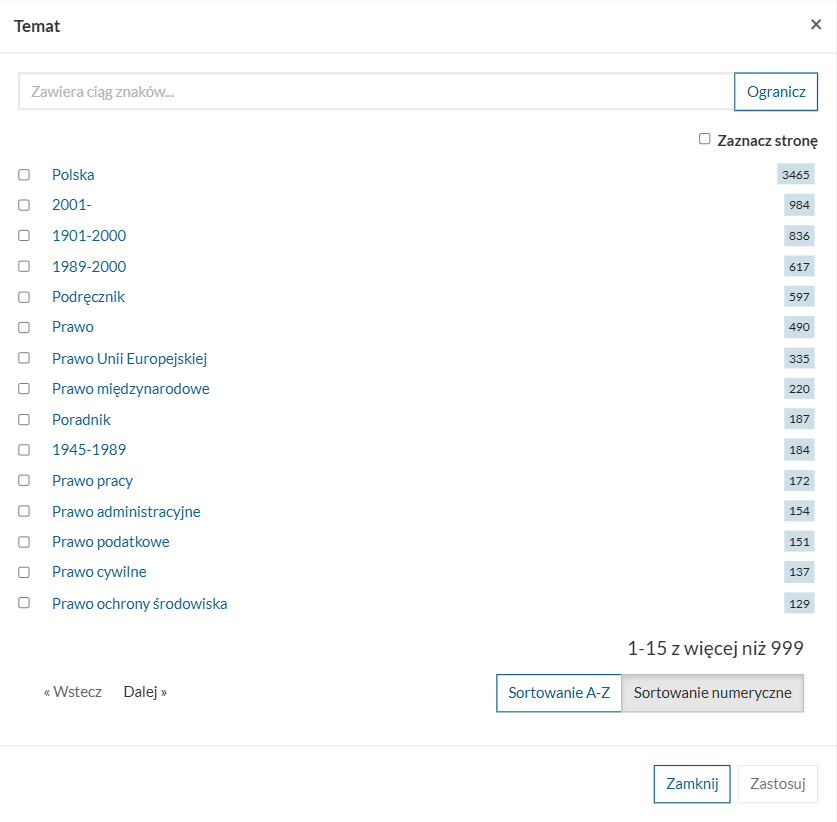 Temat ×
Zawiera ciąg znaków... Ogranicz
Zaznacz stronę
Polska 3465
2001- 984
1901-2000 836
1989-2000 617
Podręcznik 597
Prawo 490
Prawo Unii Europejskiej 335
Prawo międzynarodowe 220
Poradnik 187
1945-1989 184
Prawo pracy 172
Prawo administracyjne 154
Prawo podatkowe 151
Prawo cywilne 137
Prawo ochrony środowiska 129
1-15 z więcej niż 999
« Wstecz Dalej » Sortowanie A-Z Sortowanie numeryczne
Zamknij Zastosuj